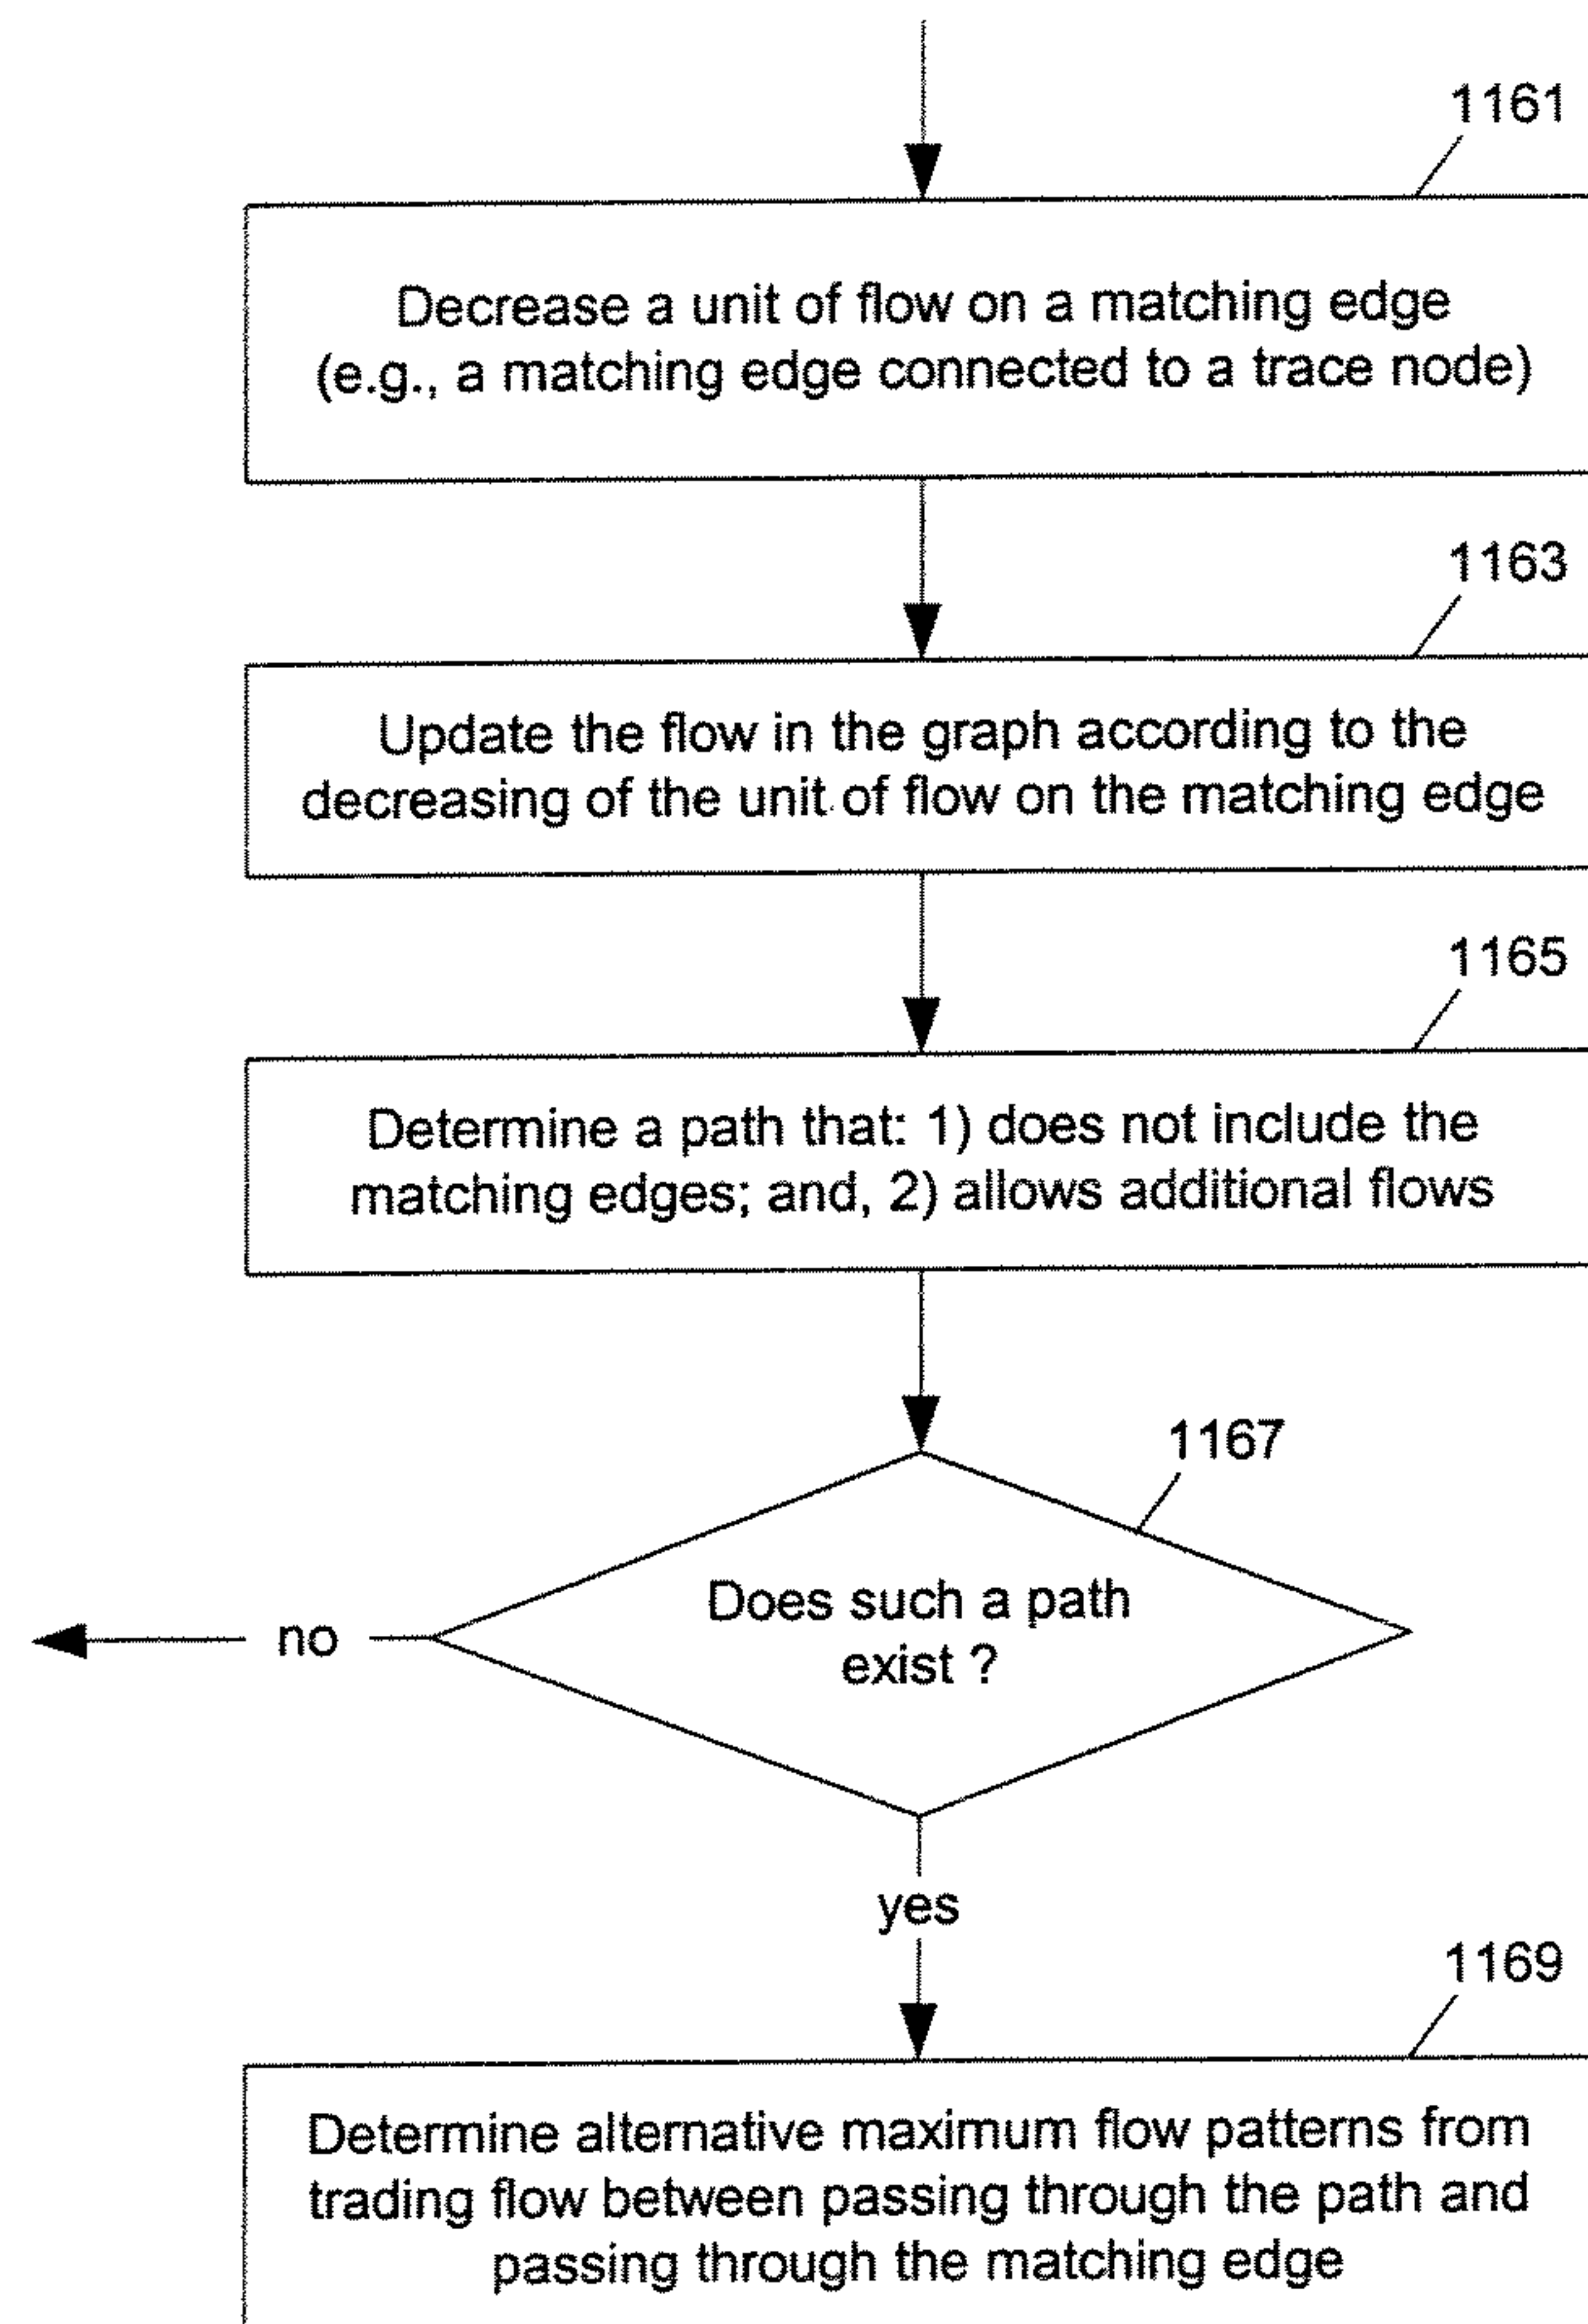 1161
Decrease a unit of flow on a matching edge
(e.g., a matching edge connected to a trace node)
1163
Update the flow in the graph according to the
decreasing of the unit of flow on the matching edge
1165
Determine a path that: 1) does not include the
matching edges; and, 2) allows additional flows
1167
Does such a path
exist ?
no
yes
1169
Determine alternative maximum flow patterns from
trading flow between passing through the path and
passing through the matching edge